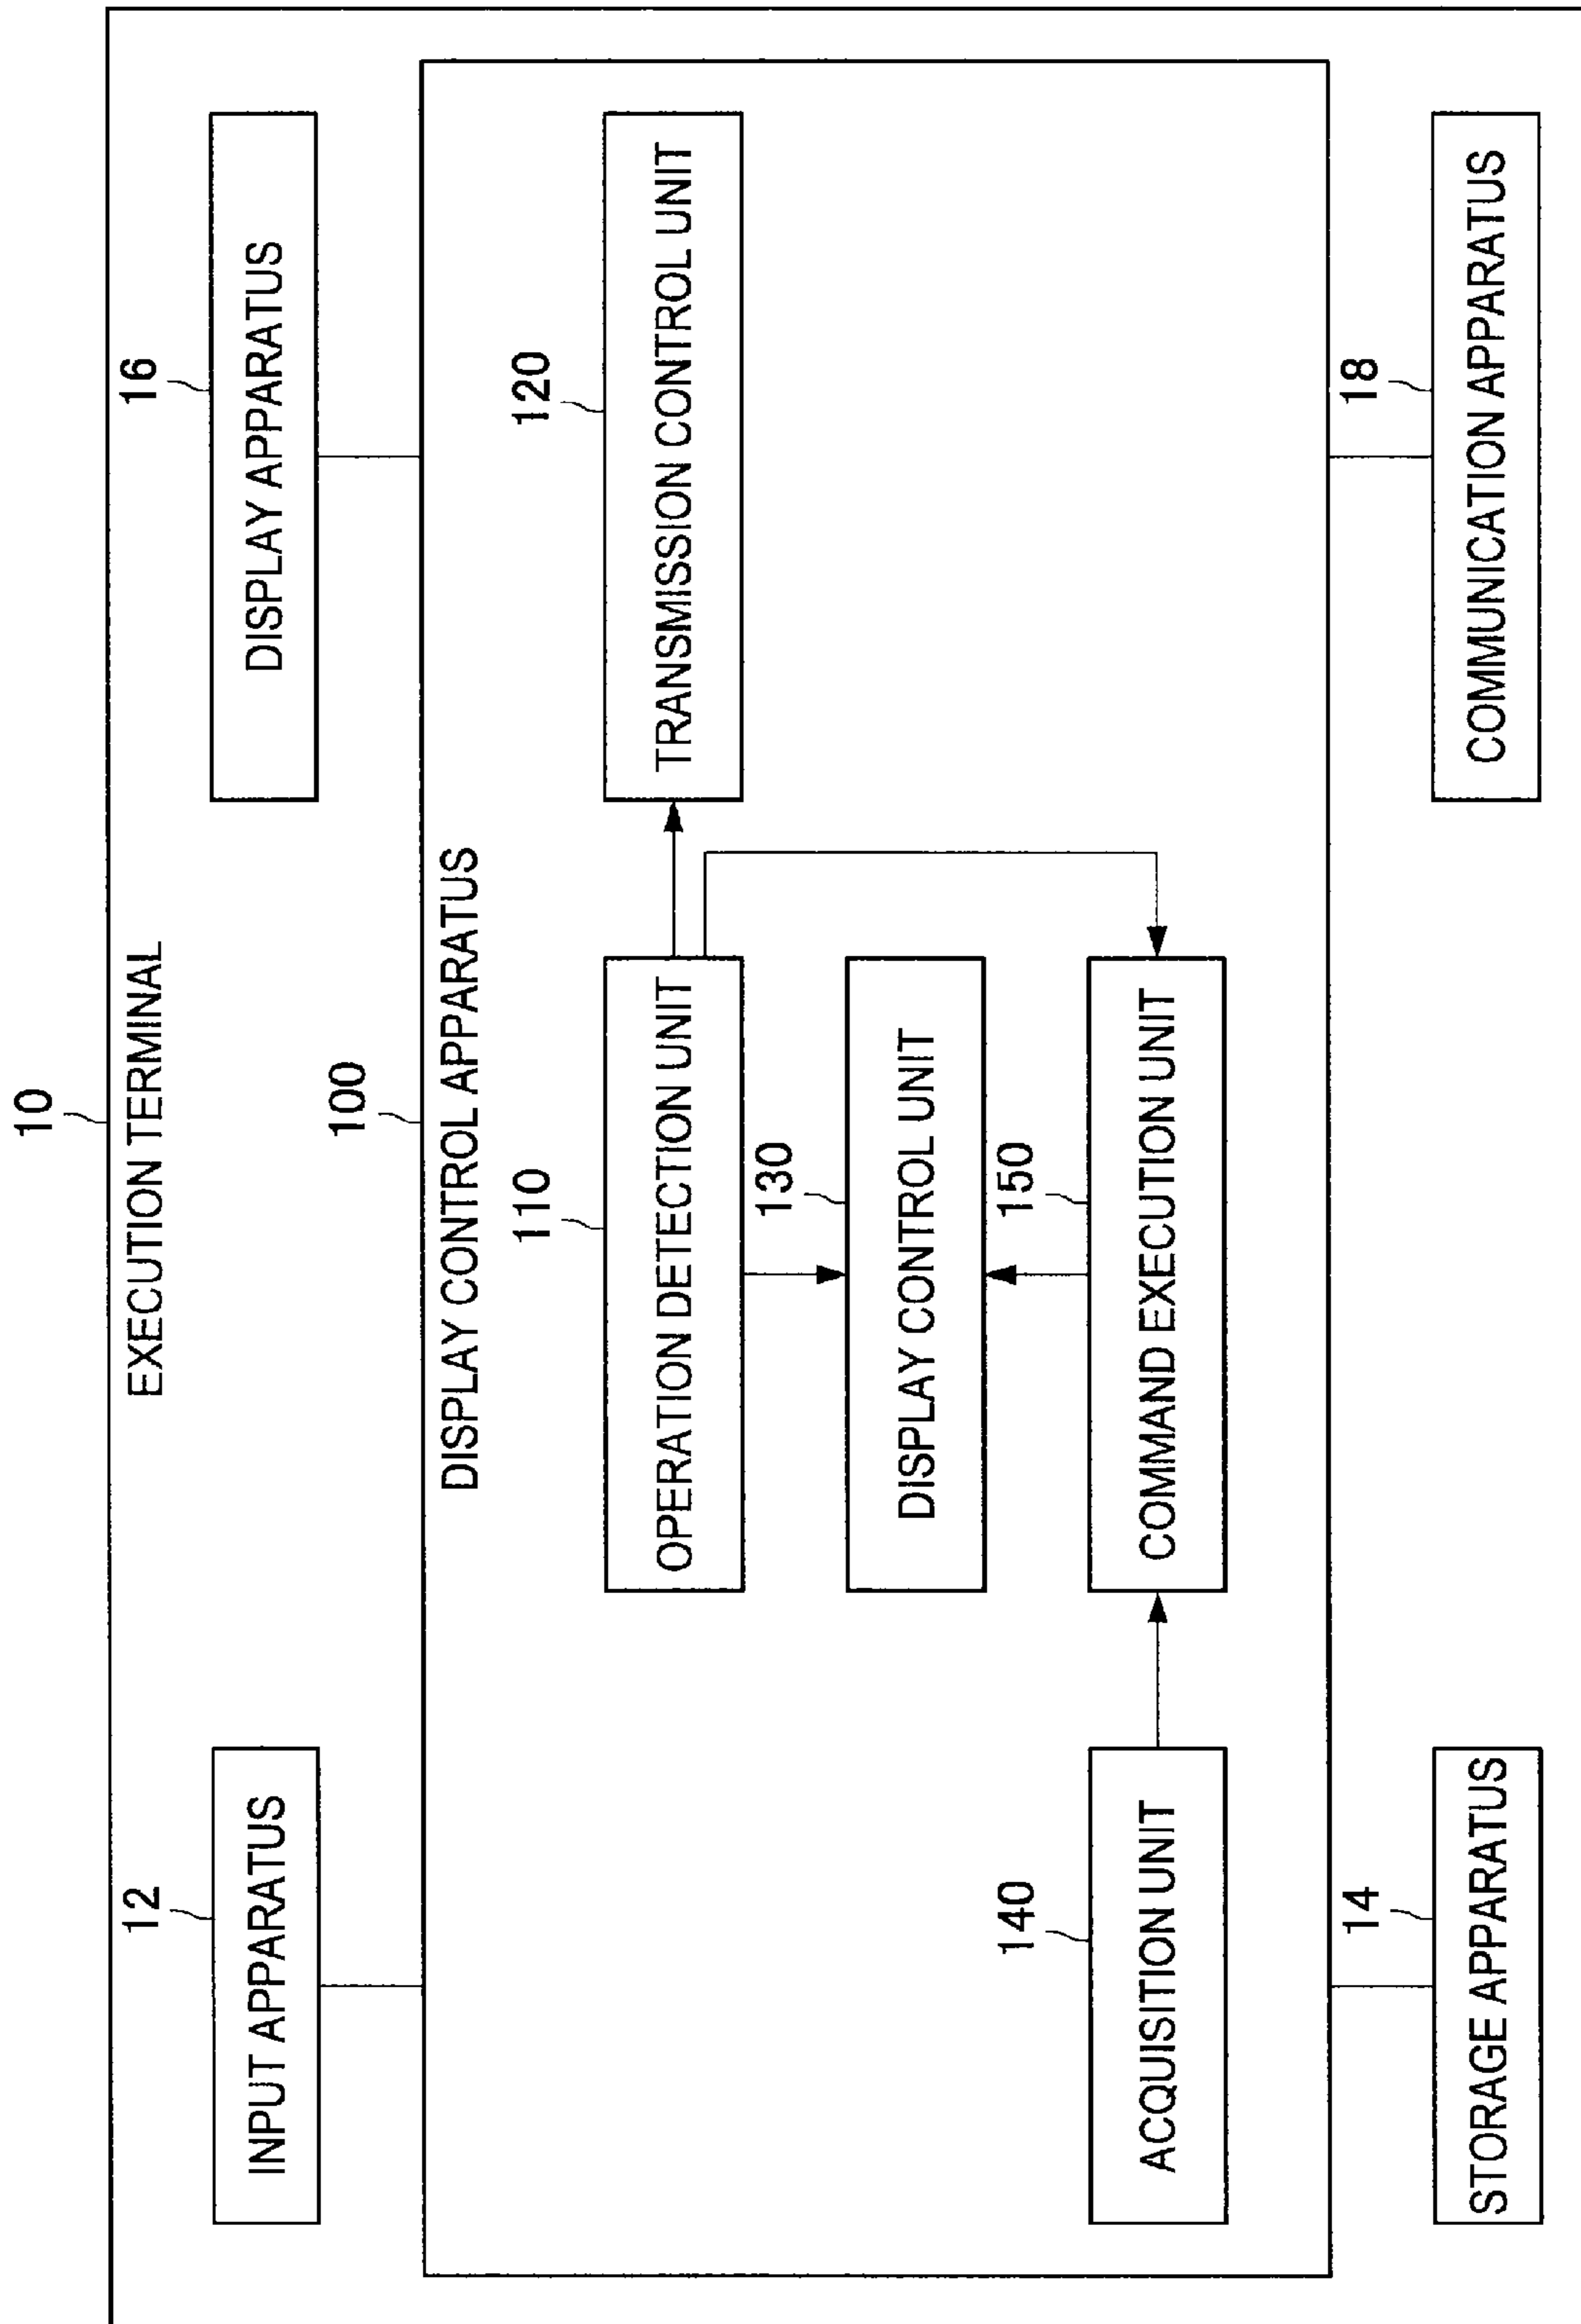 10
EXECUTION TERMINAL
12
INPUT APPARATUS
16
DISPLAY APPARATUS
100
DISPLAY CONTROL APPARATUS
110
OPERATION DETECTION UNIT
120
TRANSMISSION CONTROL UNIT
130
DISPLAY CONTROL UNIT
140
ACQUISITION UNIT
150
COMMAND EXECUTION UNIT
14
STORAGE APPARATUS
18
COMMUNICATION APPARATUS